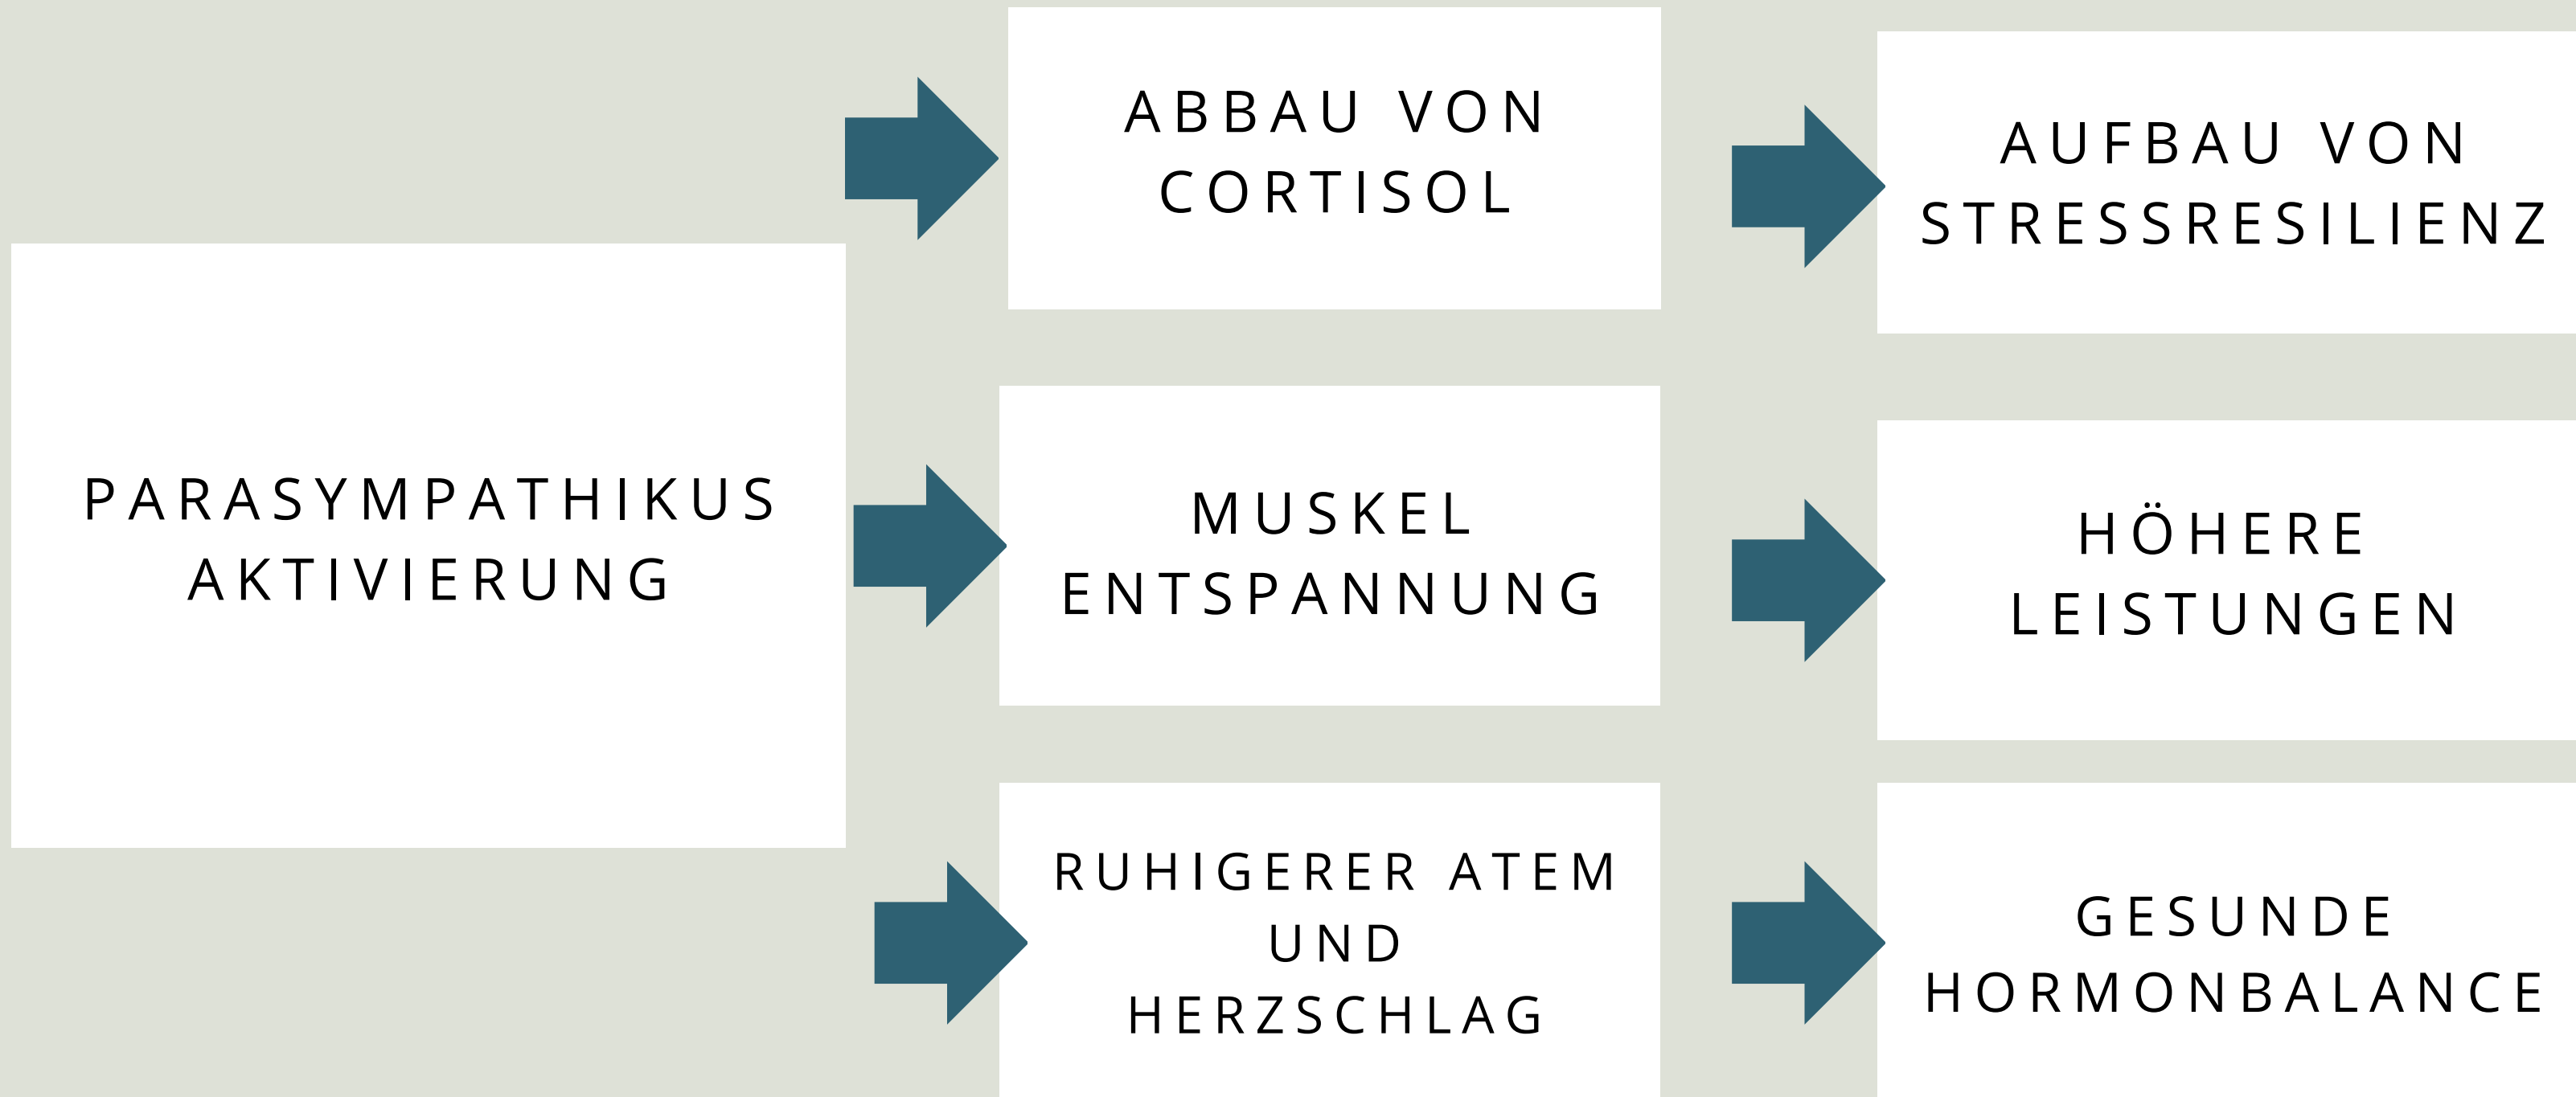 PARASYMPATHIKUS
AKTIVIERUNG
ABBAU VON
CORTISOL
AUFBAU VON
STRESSRESILIENZ
MUSKEL
ENTSPANNUNG
HÖHERE
LEISTUNGEN
RUHIGERER ATEM
UND
HERZSCHLAG
GESUNDE
HORMONBALANCE